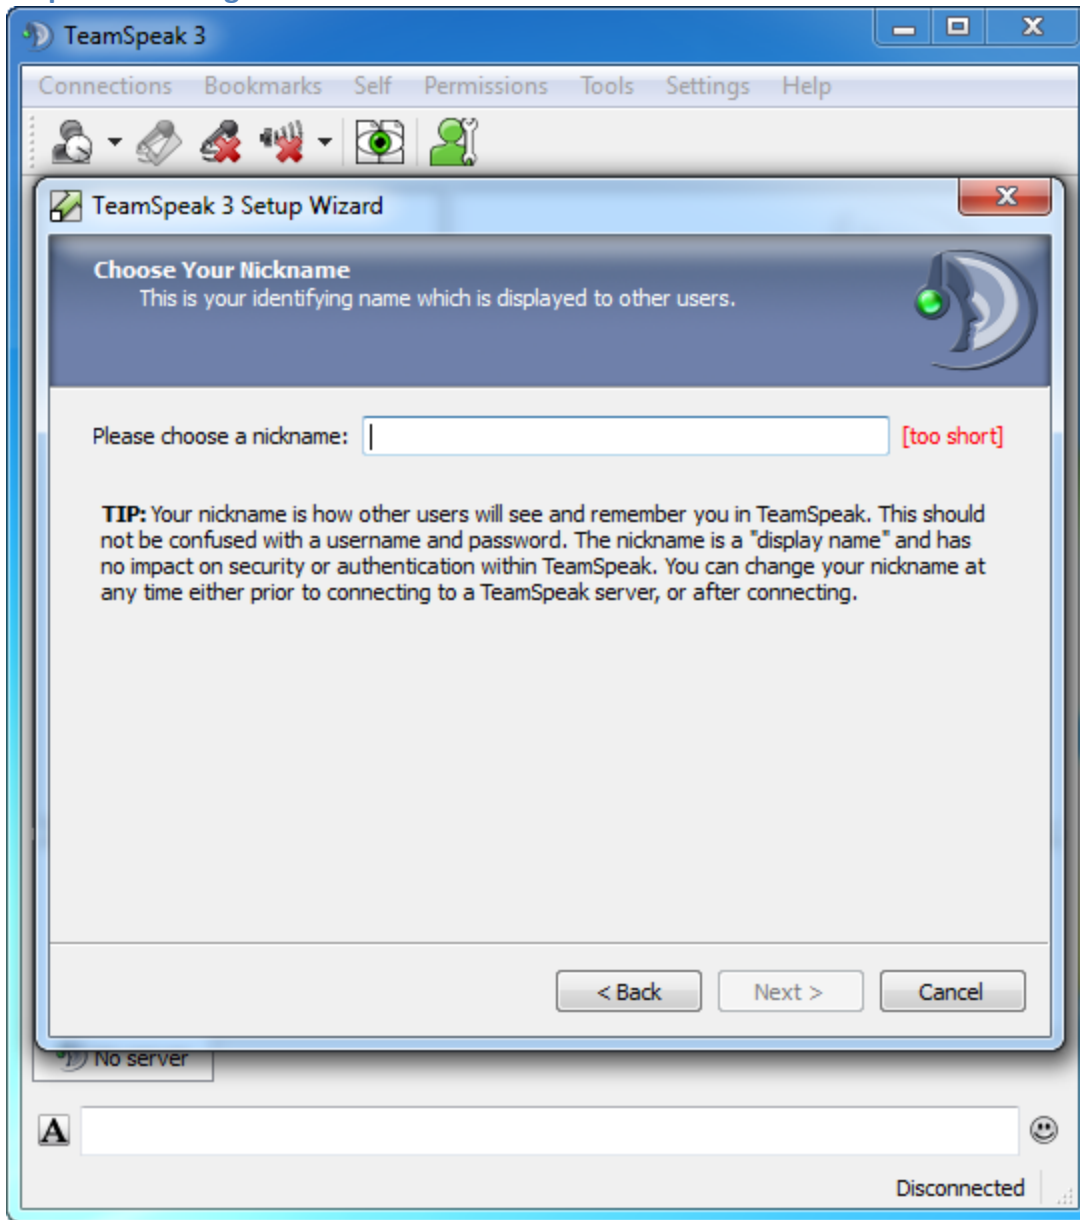 TeamSpeak 3
Connections Bookmarks Self Permissions Tools Settings Help
TeamSpeak 3 Setup Wizard
Choose Your Nickname
This is your identifying name which is displayed to other users.
Please choose a nickname: [too short]
TIP: Your nickname is how other users will see and remember you in TeamSpeak. This should
not be confused with a username and password. The nickname is a "display name" and has
no impact on security or authentication within TeamSpeak. You can change your nickname at
any time either prior to connecting to a TeamSpeak server, or after connecting.
< Back Next > Cancel
No server
A
Disconnected